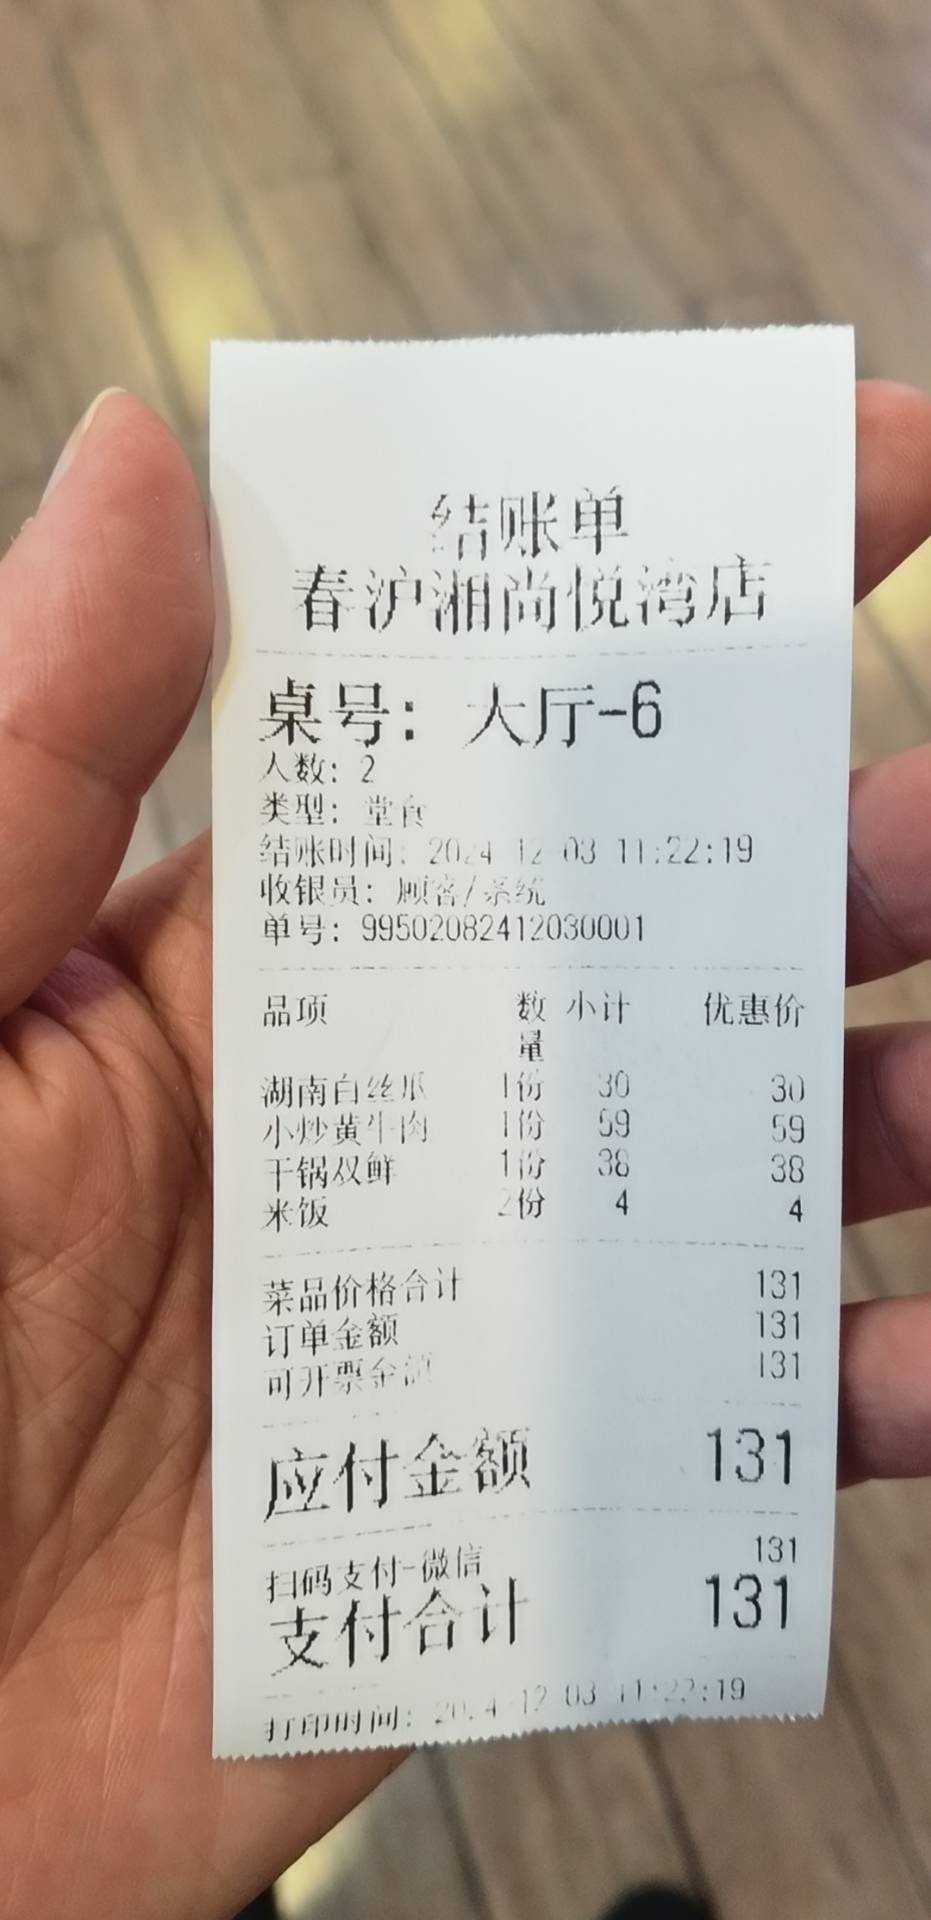 结账单
春沪湘尚悦湾店
桌号: 大厅-6
人数: 2
类型: 堂食
结账时间: 2024-12-03 11:22:19
收银员: 顾客/系统
单号: 99502082412030001
品项 数量 小计 优惠价
湖南白丝瓜 1份 30 30
小炒黄牛肉 1份 59 59
干锅双鲜 1份 38 38
米饭 2份 4 4
菜品价格合计 131
订单金额 131
可开票金额 131
应付金额 131
扫码支付-微信 131
支付合计 131
打印时间: 2024-12-03 11:22:19